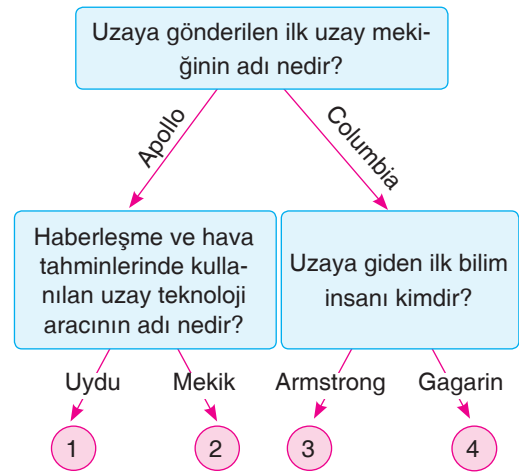 Uzaya gönderilen ilk uzay meki-
ğinin adı nedir?
Apollo
Columbia
Haberleşme ve hava
tahminlerinde kulla-
nılan uzay teknoloji
aracının adı nedir?
Uzaya giden ilk bilim
insanı kimdir?
Uydu
Mekik
Armstrong
Gagarin
1
2
3
4